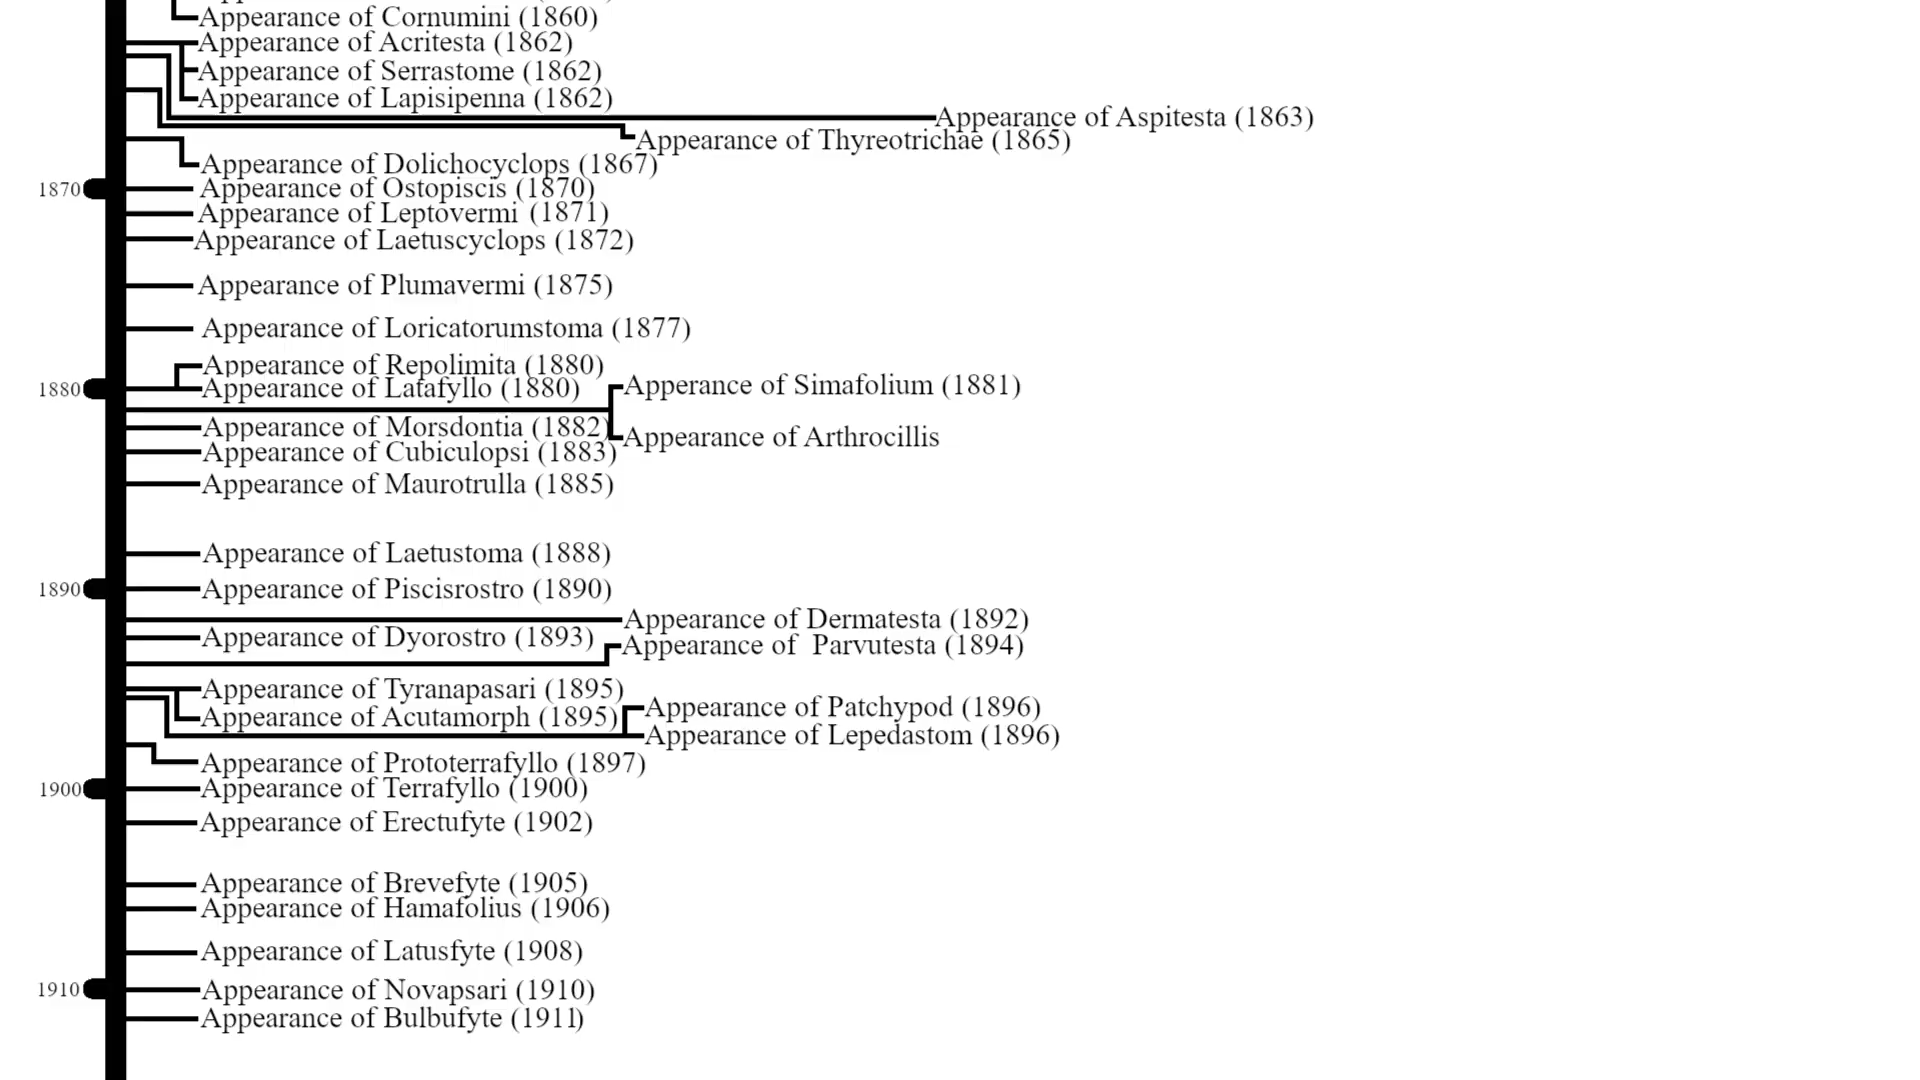 Appearance of Cornumini (1860)
Appearance of Acritesta (1862)
Appearance of Serrastome (1862)
Appearance of Lapisipenna (1862)
Appearance of Aspitesta (1863)
Appearance of Thyreotrichae (1865)
Appearance of Dolichocyclops (1867)
1870
Appearance of Ostopiscis (1870)
Appearance of Leptovermi (1871)
Appearance of Laetuscyclops (1872)
Appearance of Plumavermi (1875)
Appearance of Loricatorumstoma (1877)
Appearance of Repolimita (1880)
1880
Appearance of Latafyllo (1880)
Apperance of Simafolium (1881)
Appearance of Morsdontia (1882)
Appearance of Arthrocillis
Appearance of Cubiculopsi (1883)
Appearance of Maurotrulla (1885)
Appearance of Laetustoma (1888)
1890
Appearance of Piscisrostro (1890)
Appearance of Dermatesta (1892)
Appearance of Dyorostro (1893)
Appearance of Parvutesta (1894)
Appearance of Tyranapasari (1895)
Appearance of Acutamorph (1895)
Appearance of Patchypod (1896)
Appearance of Lepedastom (1896)
Appearance of Prototerrafyllo (1897)
1900
Appearance of Terrafyllo (1900)
Appearance of Erectufyte (1902)
Appearance of Brevefyte (1905)
Appearance of Hamafolius (1906)
Appearance of Latusfyte (1908)
1910
Appearance of Novapsari (1910)
Appearance of Bulbufyte (1911)